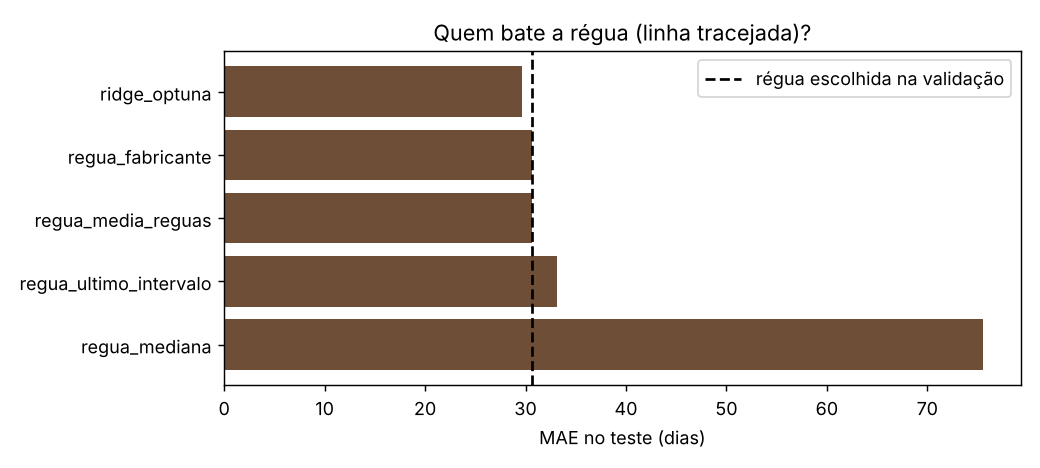 Quem bate a régua (linha tracejada)?
régua escolhida na validação
ridge_optuna
regua_fabricante
regua_media_reguas
regua_ultimo_intervalo
regua_mediana
0 10 20 30 40 50 60 70
MAE no teste (dias)